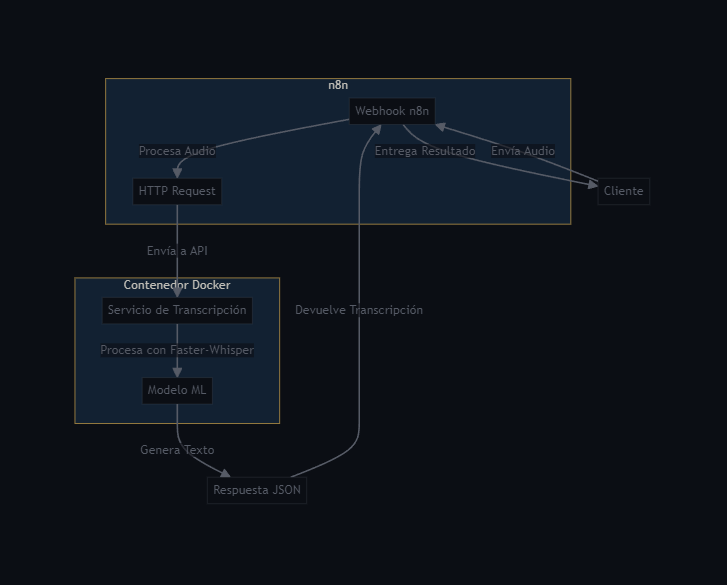 n8n
Webhook n8n
Procesa Audio
Entrega Resultado
Envía Audio
HTTP Request
Cliente
Envía a API
Contenedor Docker
Servicio de Transcripción
Devuelve Transcripción
Procesa con Faster-Whisper
Modelo ML
Genera Texto
Respuesta JSON